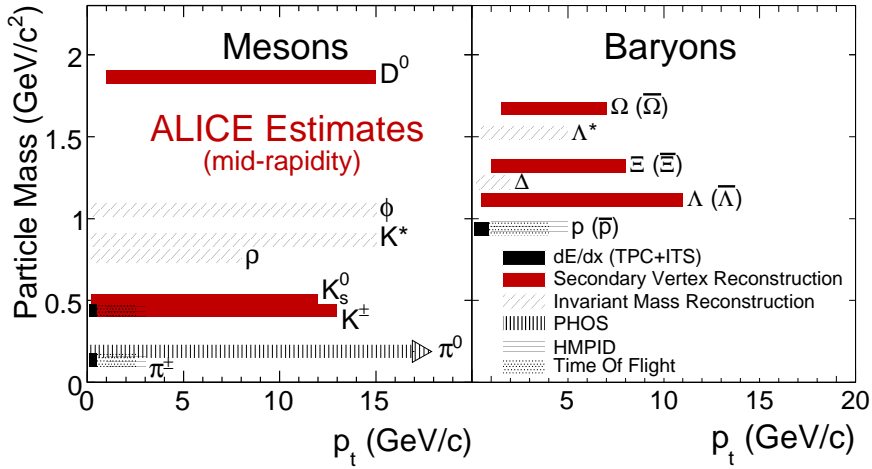 Particle Mass (GeV/c²)
Mesons
Baryons
2
1.5
1
0.5
0
D⁰
ALICE Estimates
(mid-rapidity)
ϕ
K*
ρ
K⁰ₛ
K±
π⁰
π±
Ω (Ω̅)
Λ*
Ξ (Ξ̅)
Δ
Λ (Λ̅)
p (p̅)
dE/dx (TPC+ITS)
Secondary Vertex Reconstruction
Invariant Mass Reconstruction
PHOS
HMPID
Time Of Flight
0 5 10 15
5 10 15 20
pₜ (GeV/c)
pₜ (GeV/c)